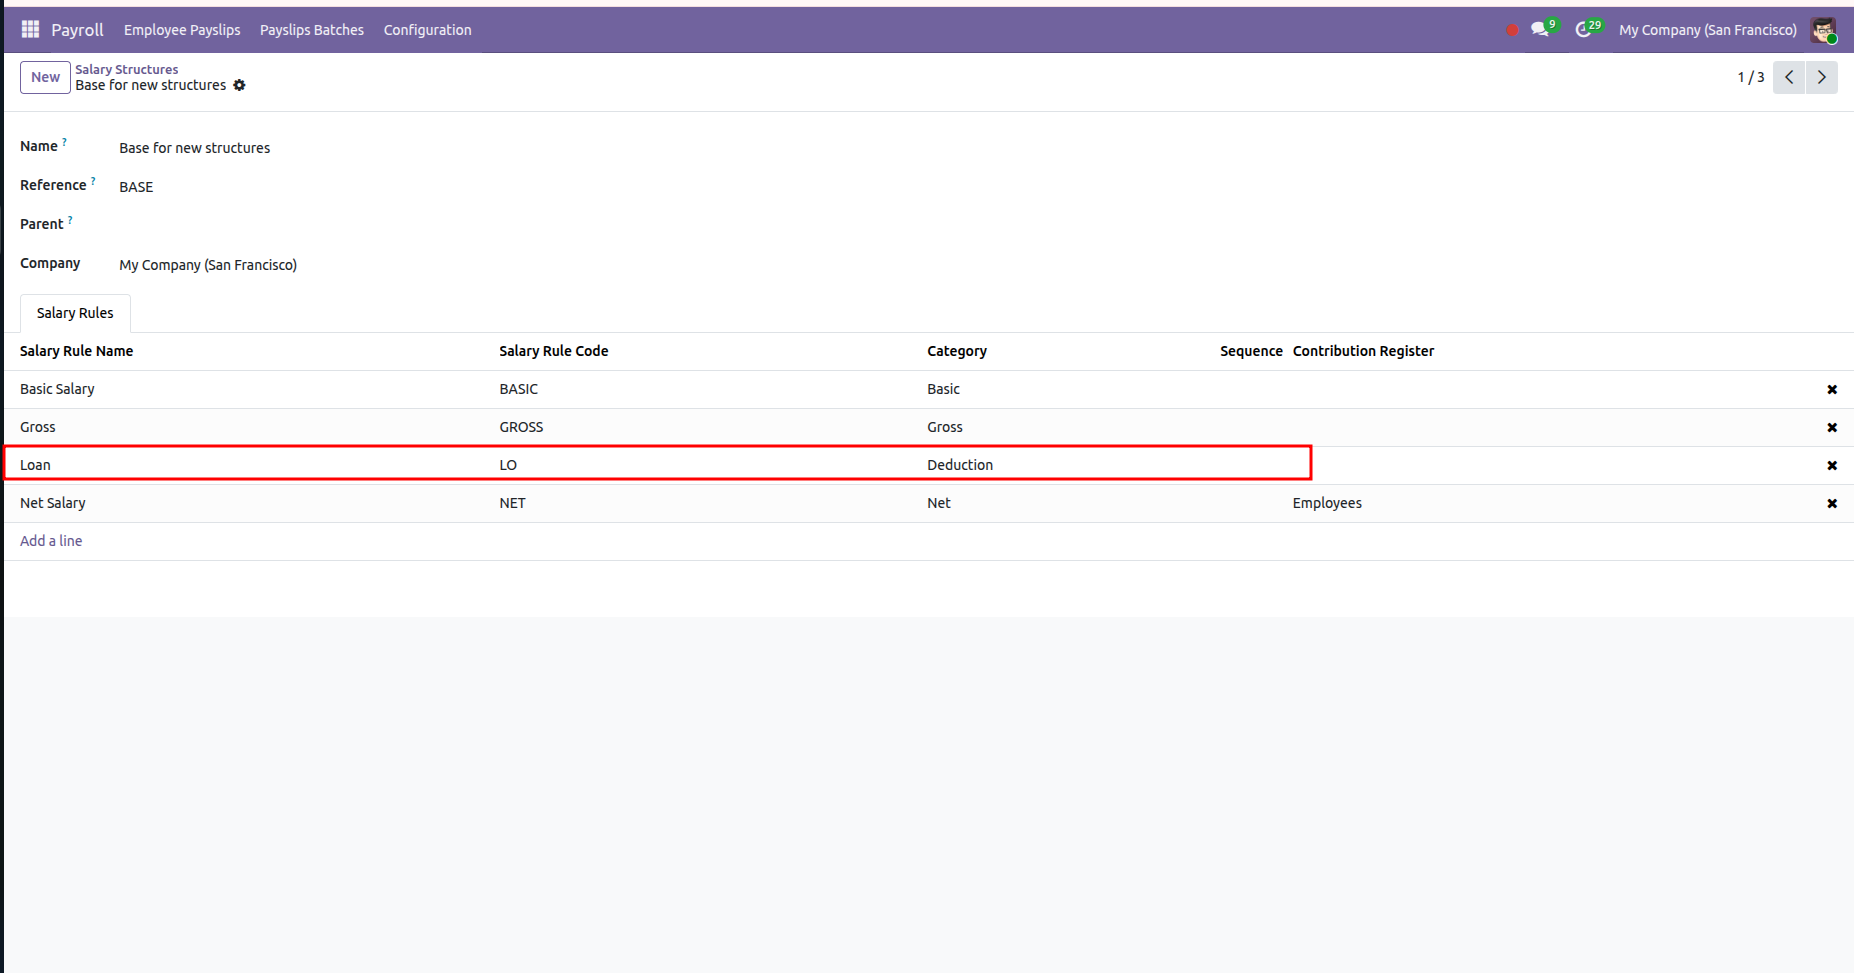 Payroll Employee Payslips Payslips Batches Configuration 9 29 My Company (San Francisco)
New Salary Structures 1 / 3
Base for new structures
Name ? Base for new structures
Reference ? BASE
Parent ?
Company My Company (San Francisco)
Salary Rules
Salary Rule Name Salary Rule Code Category Sequence Contribution Register
Basic Salary BASIC Basic
Gross GROSS Gross
Loan LO Deduction
Net Salary NET Net Employees
Add a line